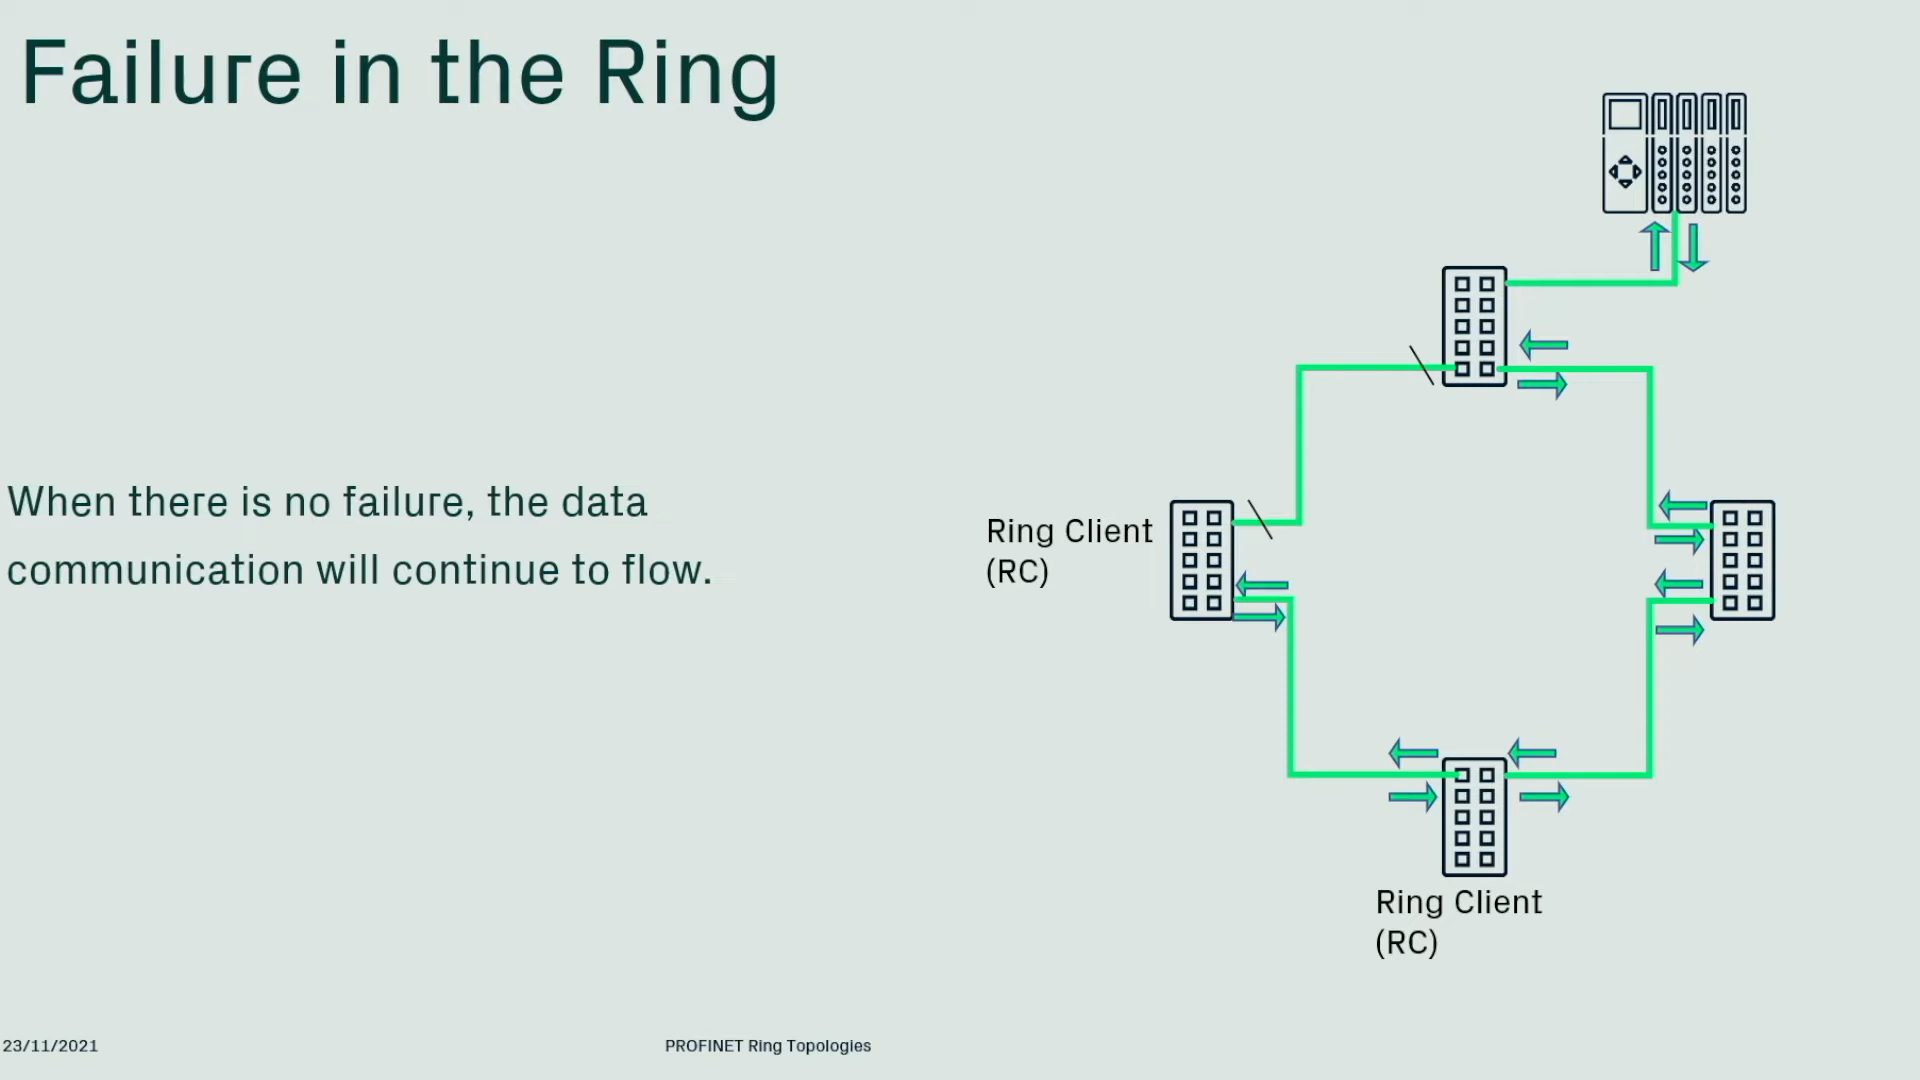 Failure in the Ring
When there is no failure, the data
communication will continue to flow.
Ring Client
(RC)
Ring Client
(RC)
23/11/2021
PROFINET Ring Topologies